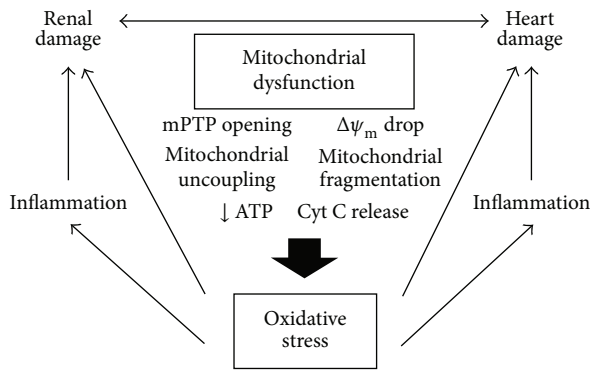 Renal
damage
Heart
damage
Mitochondrial
dysfunction
mPTP opening
Δψm drop
Mitochondrial
uncoupling
Mitochondrial
fragmentation
↓ ATP
Cyt C release
Inflammation
Inflammation
Oxidative
stress